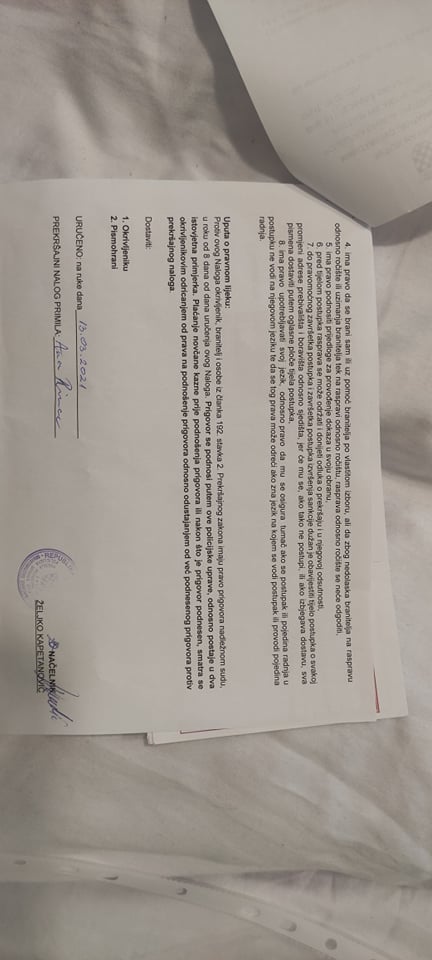 4. ima pravo da se brani sam ili uz pomoć branitelja po vlastitom izboru, ali da zbog nedolaska branitelja na raspravu
odnosno ročište ili uzimanja branitelja tek na raspravi odnosno ročištu, rasprava odnosno ročište se neće odgoditi,
5. ima pravo podnositi prijedloge za provođenje dokaza u svoju obranu,
6. pred tijelom postupka rasprava se može održati i donijeti odluka o prekršaju i u njegovoj odsutnosti.
7. do pravomoćnog završetka postupka i završetka postupka izvršenja sankcije dužan je obavijestiti tijelo postupka o svakoj
promjeni adrese prebivališta i boravišta odnosno sjedišta, jer će mu se, ako tako ne postupi, ili ako izbjegava dostavu, sva
pismena dostaviti putem oglasne ploče tijela postupka,
8. ima pravo upotrebljavati svoj jezik, odnosno pravo da mu se osigura tumač ako se postupak ili pojedina radnja u
postupku ne vodi na njegovom jeziku te da se tog prava može odreći ako zna jezik na kojem se vodi postupak ili provodi pojedina
radnja.
Uputa o pravnom lijeku:
Protiv ovog Naloga okrivljenik, branitelj i osobe iz članka 192. stavka 2. Prekršajnog zakona imaju pravo prigovora nadležnom sudu,
u roku od 8 dana od dana uručenja ovog Naloga. Prigovor se podnosi putem ove policijske uprave, odnosno postaje u dva
istovjetna primjerka. Plaćanje novčane kazne prije podnošenja prigovora ili nakon što je prigovor podnesen, smatra se
okrivljenikovim odricanjem od prava na podnošenje prigovora odnosno odustajanjem od već podnesenog prigovora protiv
prekršajnog naloga.
Dostaviti:
1. Okrivljeniku
2. Pismohrani
URUČENO: na ruke dana 13.03.2021
PREKRŠAJNI NALOG PRIMILA
NAČELNIK
ŽELJKO KAPETANOVIĆ